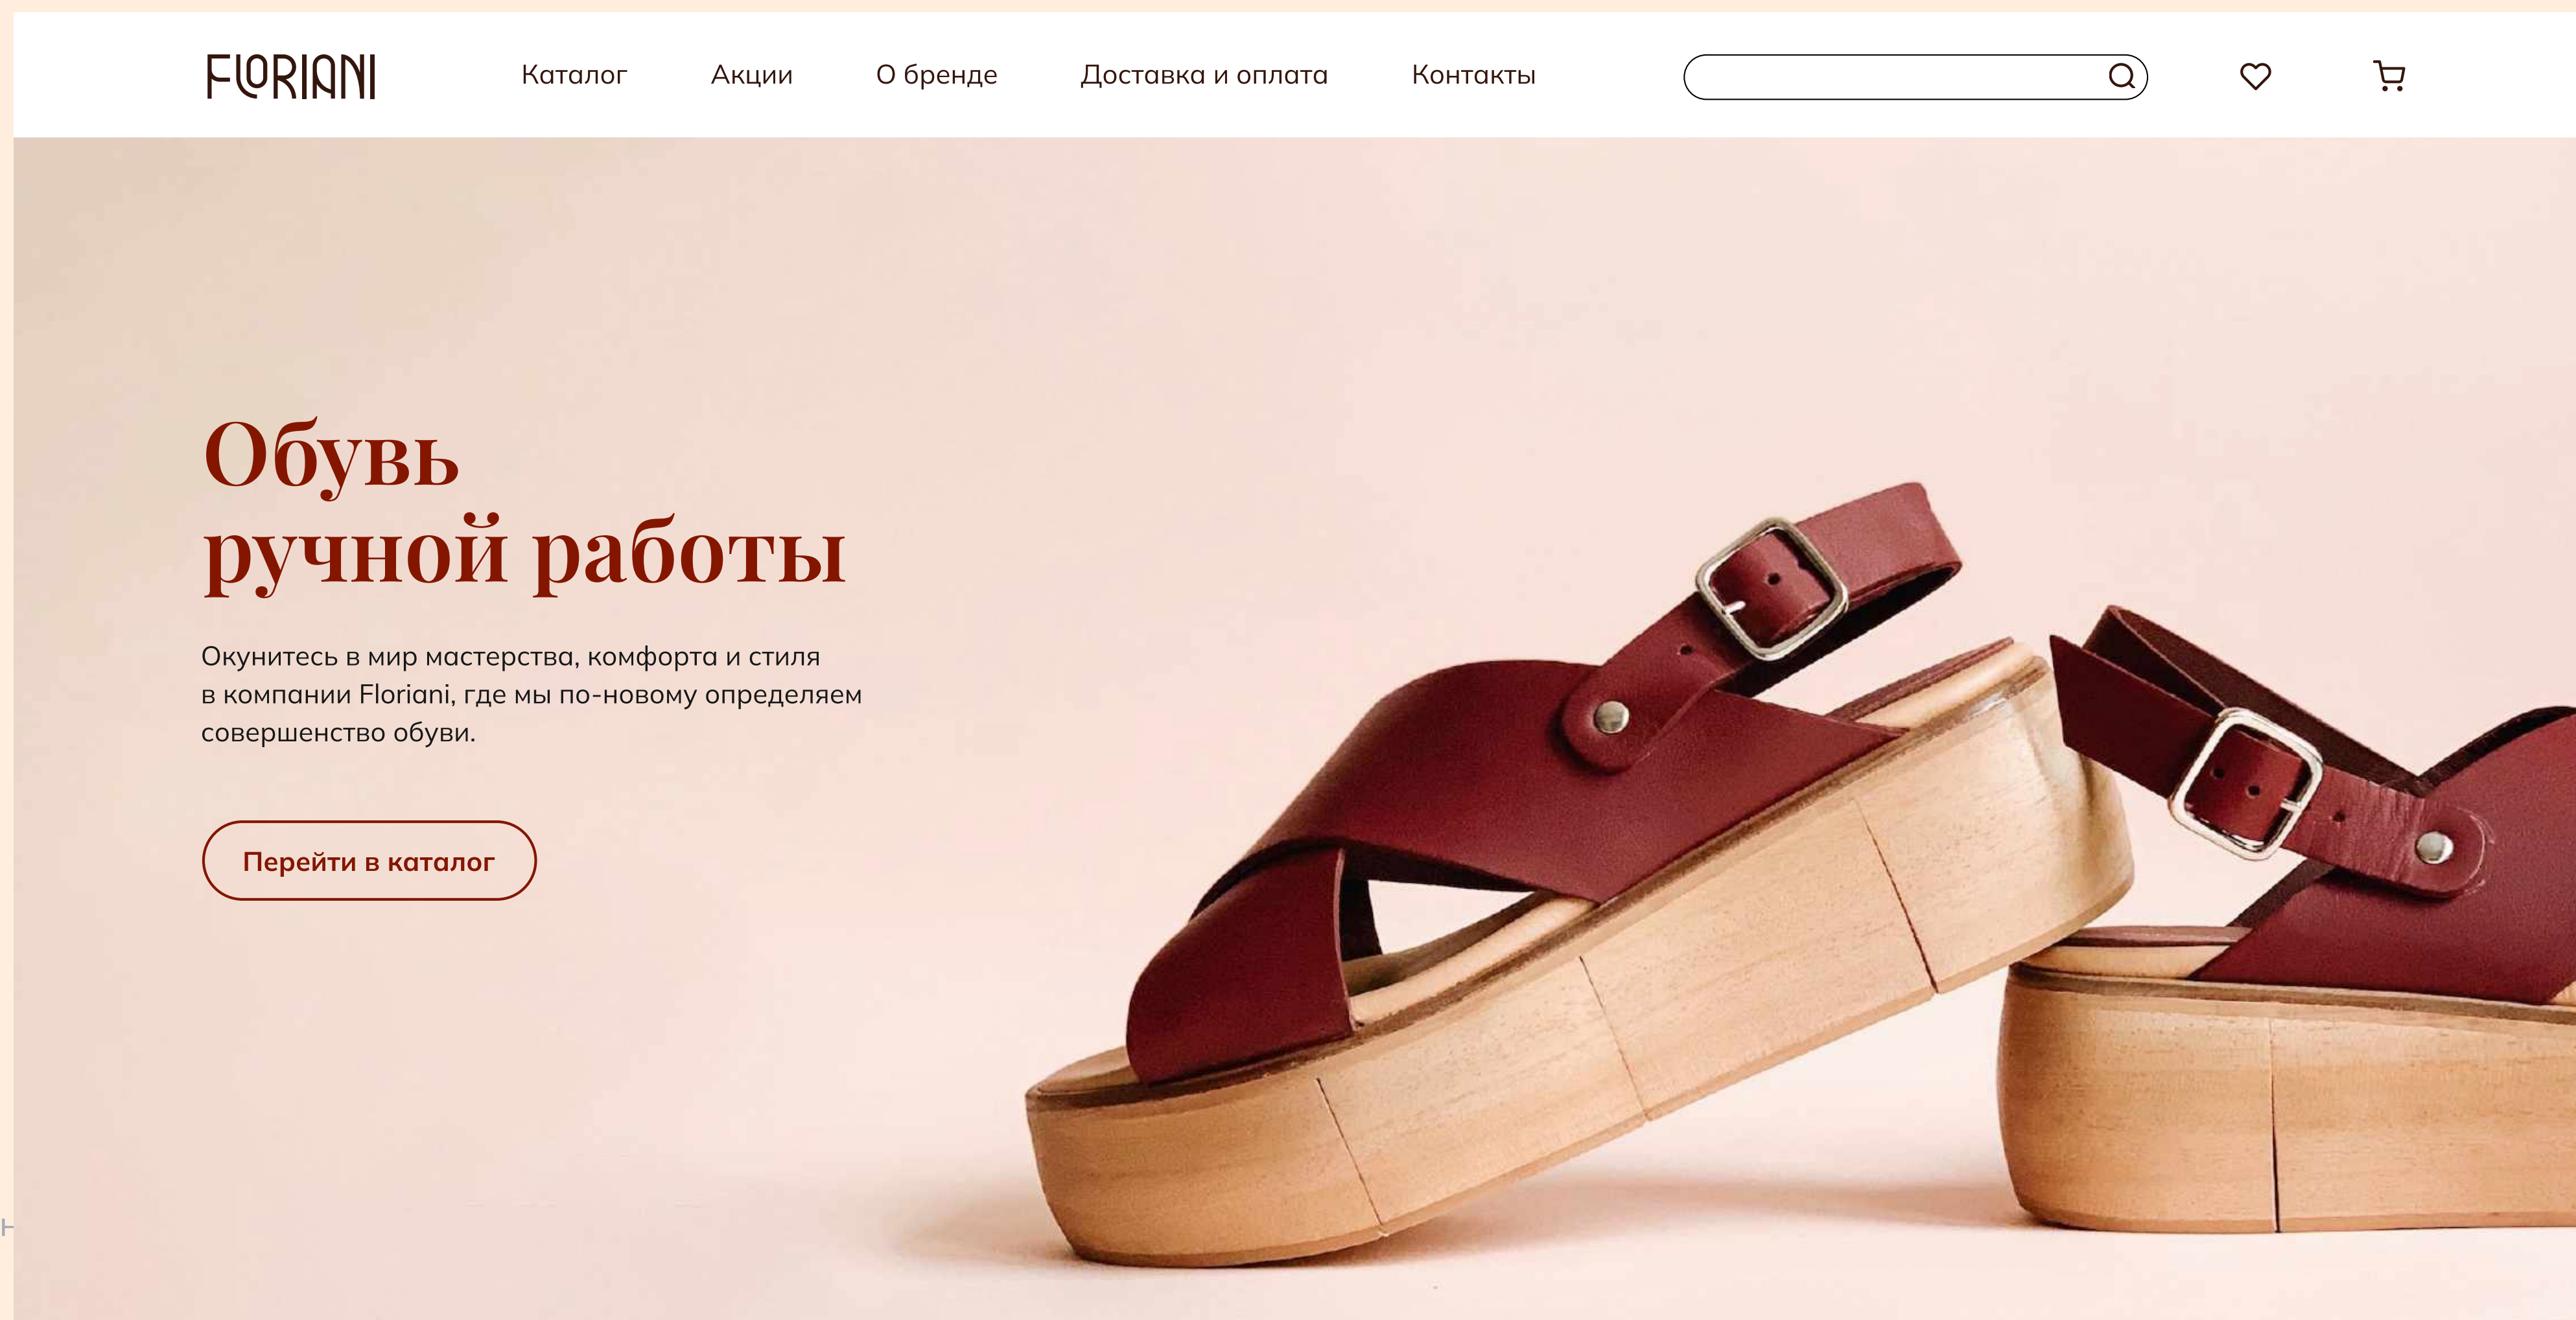 FLORIANI
Каталог
Акции
О бренде
Доставка и оплата
Контакты
Обувь
ручной работы
Окунитесь в мир мастерства, комфорта и стиля
в компании Floriani, где мы по-новому определяем
совершенство обуви.
Перейти в каталог